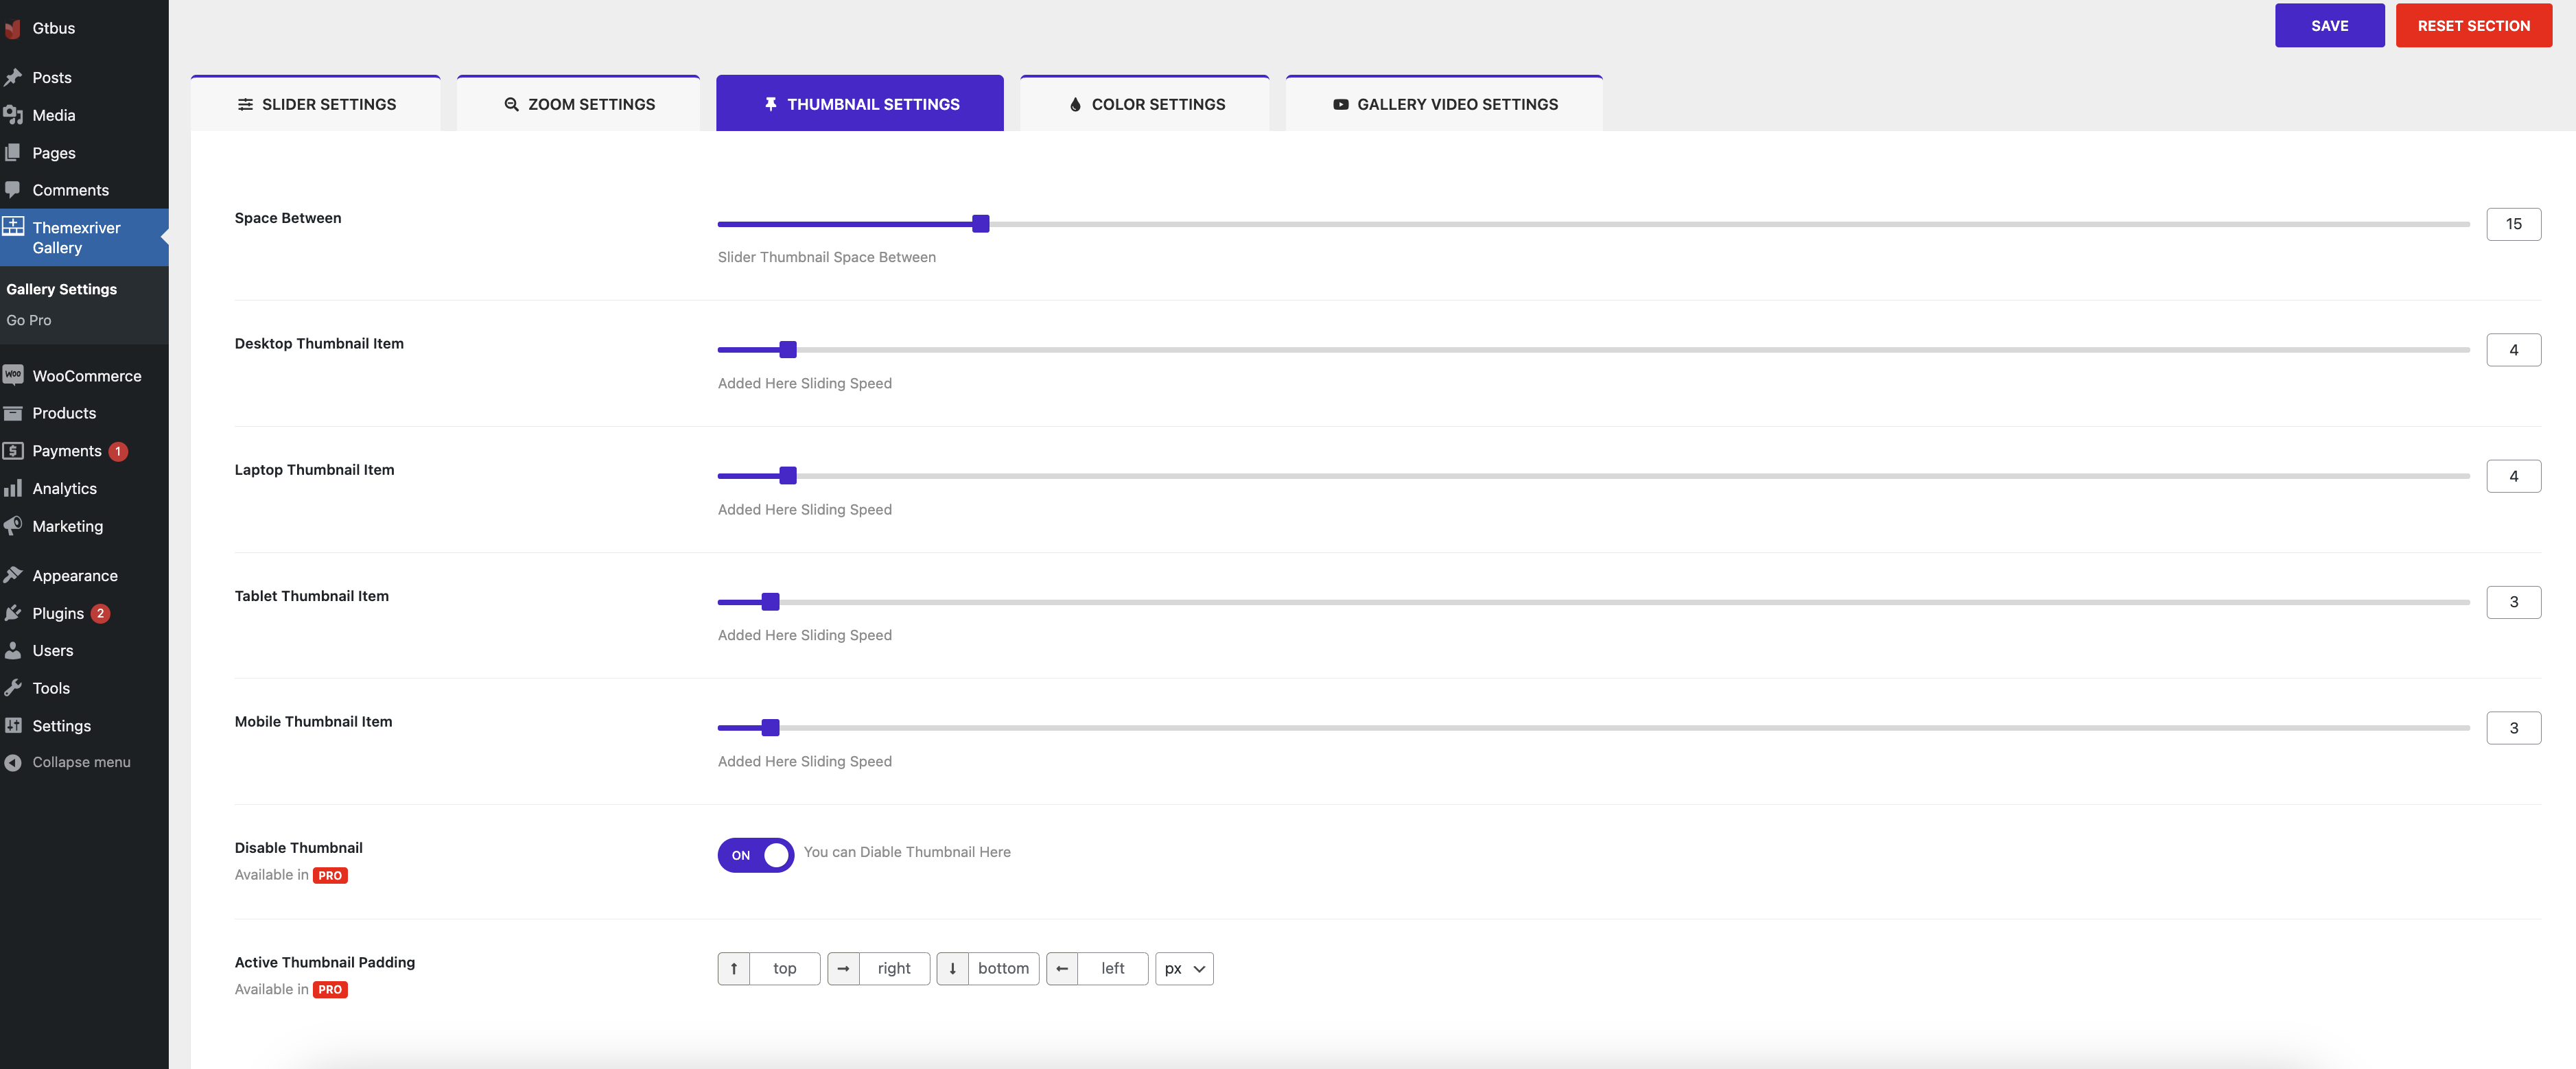 Gtbus
Posts
Media
Pages
Comments
Themexriver
Gallery
Gallery Settings
Go Pro
WooCommerce
Products
Payments 1
Analytics
Marketing
Appearance
Plugins 2
Users
Tools
Settings
Collapse menu
SAVE
RESET SECTION
SLIDER SETTINGS
ZOOM SETTINGS
THUMBNAIL SETTINGS
COLOR SETTINGS
GALLERY VIDEO SETTINGS
Space Between
15
Slider Thumbnail Space Between
Desktop Thumbnail Item
4
Added Here Sliding Speed
Laptop Thumbnail Item
4
Added Here Sliding Speed
Tablet Thumbnail Item
3
Added Here Sliding Speed
Mobile Thumbnail Item
3
Added Here Sliding Speed
Disable Thumbnail
Available in PRO
ON
You can Diable Thumbnail Here
Active Thumbnail Padding
Available in PRO
top
right
bottom
left
px